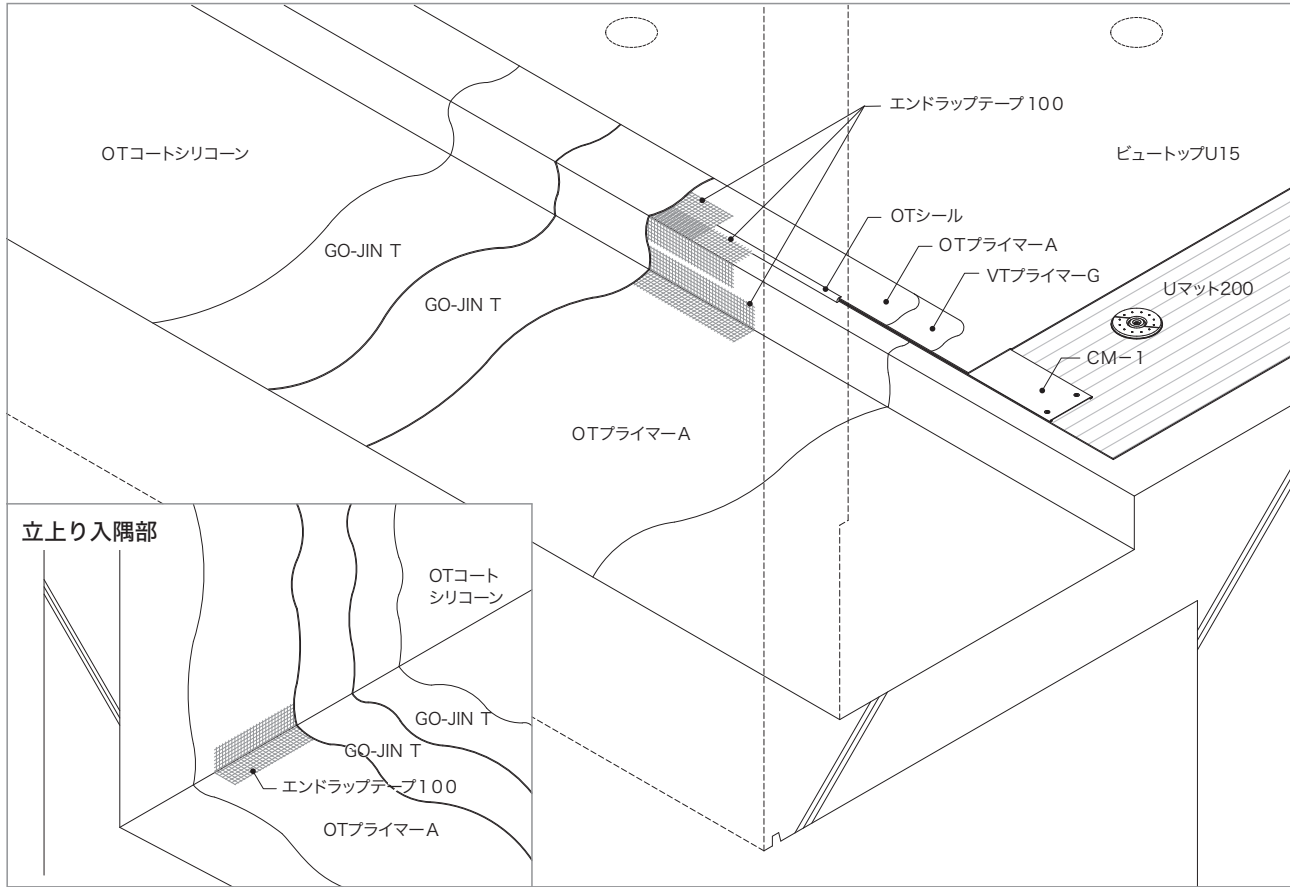 エンドラップテープ100
OTコートシリコーン
ビュートップU15
OTシール
GO-JIN T
OTプライマーA
VTプライマーG
Uマット200
GO-JIN T
CM－1
OTプライマーA
立上り入隅部
OTコート
シリコーン
GO-JIN T
GO-JIN T
エンドラップテープ100
OTプライマーA